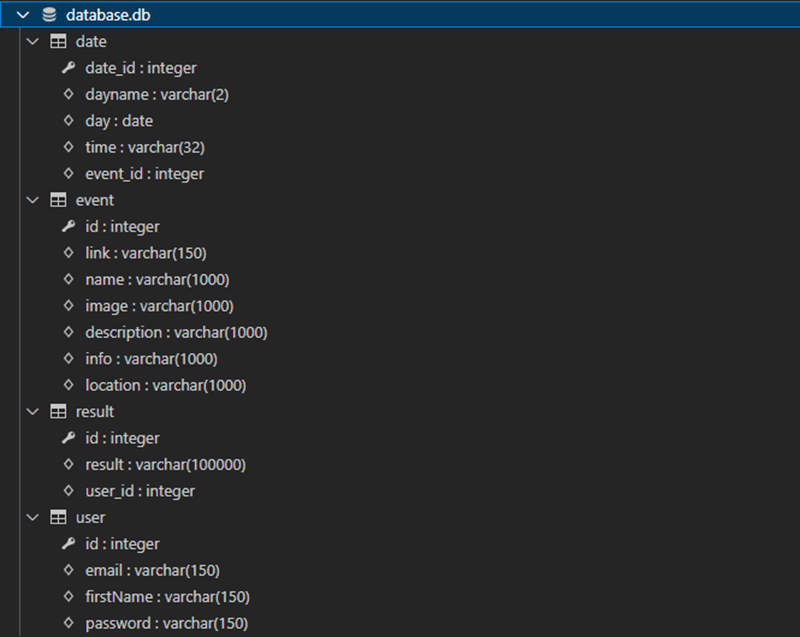 database.db
date
date_id : integer
dayname : varchar(2)
day : date
time : varchar(32)
event_id : integer
event
id : integer
link : varchar(150)
name : varchar(1000)
image : varchar(1000)
description : varchar(1000)
info : varchar(1000)
location : varchar(1000)
result
id : integer
result : varchar(100000)
user_id : integer
user
id : integer
email : varchar(150)
firstName : varchar(150)
password : varchar(150)